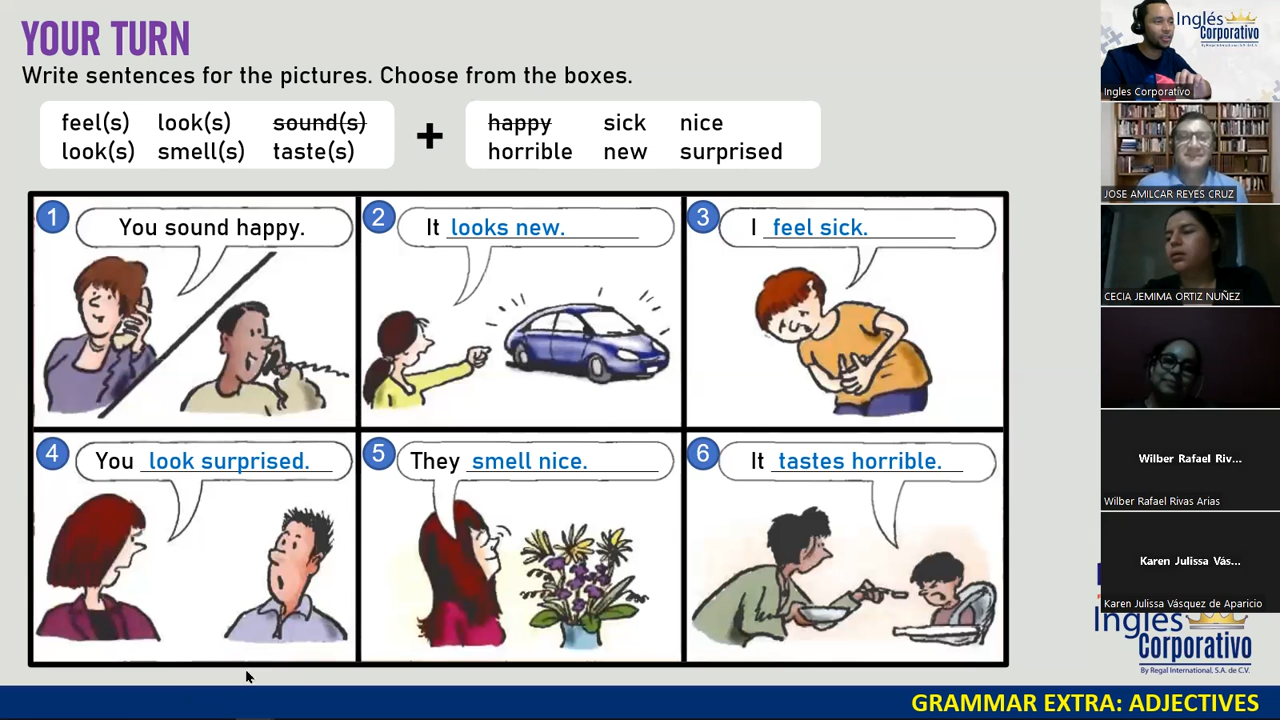 YOUR TURN
Write sentences for the pictures. Choose from the boxes.
feel(s) look(s) sound(s)
look(s) smell(s) taste(s)
+
happy sick nice
horrible new surprised
1 You sound happy.
2 It looks new.
3 I feel sick.
4 You look surprised.
5 They smell nice.
6 It tastes horrible.
GRAMMAR EXTRA: ADJECTIVES
Inglés
Corporativo
By Regal International, S.A. de C.V.
Ingles Corporativo
JOSE AMILCAR REYES CRUZ
CECIA JEMIMA ORTIZ NUÑEZ
Wilber Rafael Riv...
Wilber Rafael Rivas Arias
Karen Julissa Vás...
Karen Julissa Vásquez de Aparicio
Inglés
Corporativo
By Regal International, S.A. de C.V.